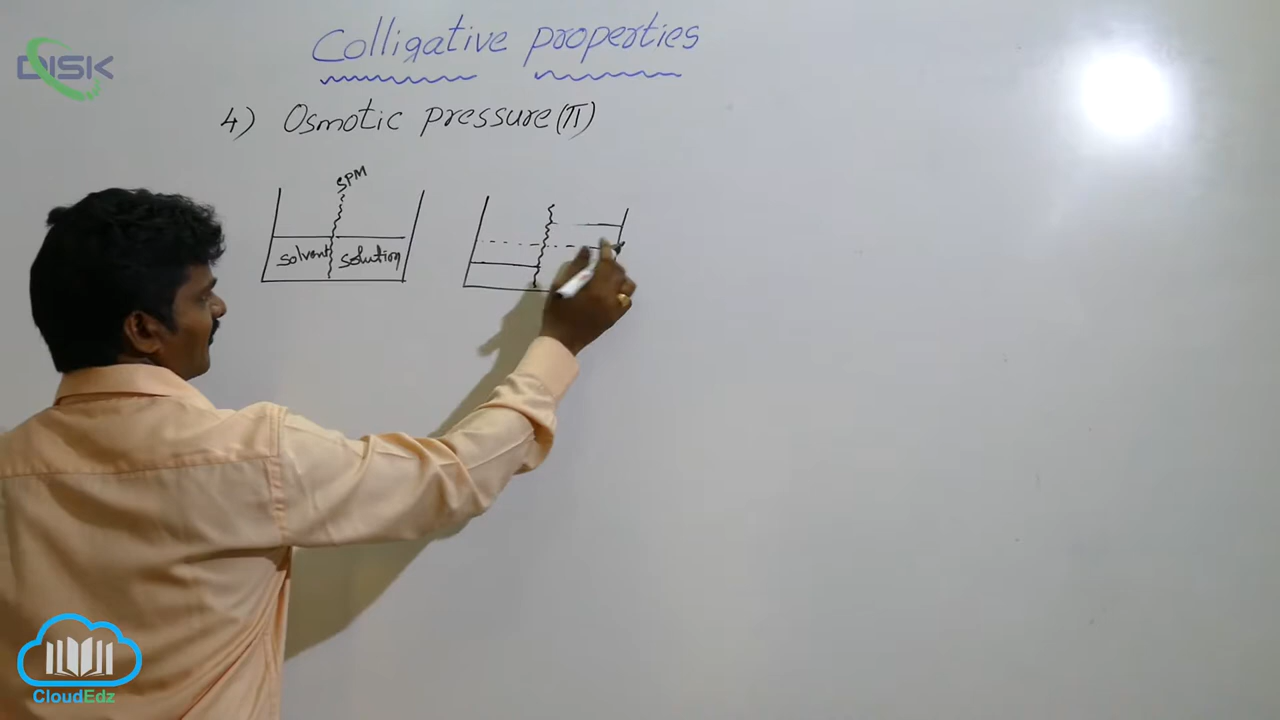 DISK
Colligative properties
4) Osmotic pressure (π)
SPM
solvent solution
CloudEdz